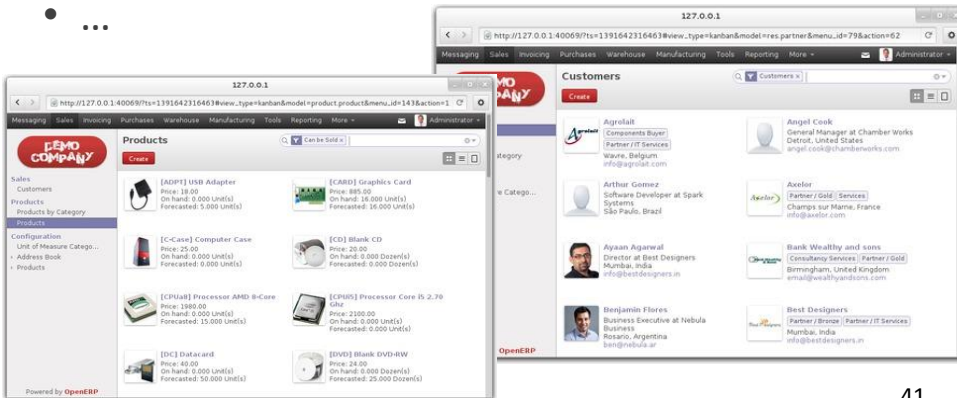 • ...
127.0.0.1
http://127.0.0.1:40069/?ts=1391642316463#view_type=kanban&model=res.partner&menu_id=79&action=62
Messaging Sales Invoicing Purchases Warehouse Manufacturing Tools Reporting More Administrator
Customers
Customers x
Create
Agrolait
Components Buyer
Partner / IT Services
Wavre, Belgium
info@agrolait.com
Angel Cook
General Manager at Chamber Works
Detroit, United States
angel.cook@chamberworks.com
Arthur Gomez
Software Developer at Spark
Systems
São Paulo, Brazil
Axelor
Partner / Gold Services
Champs sur Marne, France
info@axelor.com
Ayaan Agarwal
Director at Best Designers
Mumbai, India
info@bestdesigners.in
Bank Wealthy and sons
Consultancy Services Partner / Gold
Birmingham, United Kingdom
email@wealthyandsons.com
Benjamin Flores
Business Executive at Nebula
Business
Rosario, Argentina
ben@nebula.ar
Best Designers
Partner / Bronze Partner / IT Services
Mumbai, India
info@bestdesigners.in
OpenERP
127.0.0.1
http://127.0.0.1:40069/?ts=1391642316463#view_type=kanban&model=product.product&menu_id=143&action=1
Messaging Sales Invoicing Purchases Warehouse Manufacturing Tools Reporting More Administrator
DEMO
COMPANY
Products
Can be Sold x
Create
Sales
Customers
Products
Products by Category
Products
Configuration
Unit of Measure Catego...
Address Book
Products
[ADPT] USB Adapter
Price: 18.00
On hand: 0.000 Unit(s)
Forecasted: 5.000 Unit(s)
[CARD] Graphics Card
Price: 885.00
On hand: 16.000 Unit(s)
Forecasted: 16.000 Unit(s)
[C-Case] Computer Case
Price: 25.00
On hand: 0.000 Unit(s)
Forecasted: 0.000 Unit(s)
[CD] Blank CD
Price: 20.00
On hand: 0.000 Dozen(s)
Forecasted: 0.000 Dozen(s)
[CPUa8] Processor AMD 8-Core
Price: 1980.00
On hand: 0.000 Unit(s)
Forecasted: 15.000 Unit(s)
[CPUi5] Processor Core i5 2.70
Ghz
Price: 2100.00
On hand: 0.000 Unit(s)
Forecasted: 0.000 Unit(s)
[DC] Datacard
Price: 40.00
On hand: 0.000 Unit(s)
Forecasted: 50.000 Unit(s)
[DVD] Blank DVD-RW
Price: 24.00
On hand: 0.000 Dozen(s)
Forecasted: 25.000 Dozen(s)
Powered by OpenERP
41